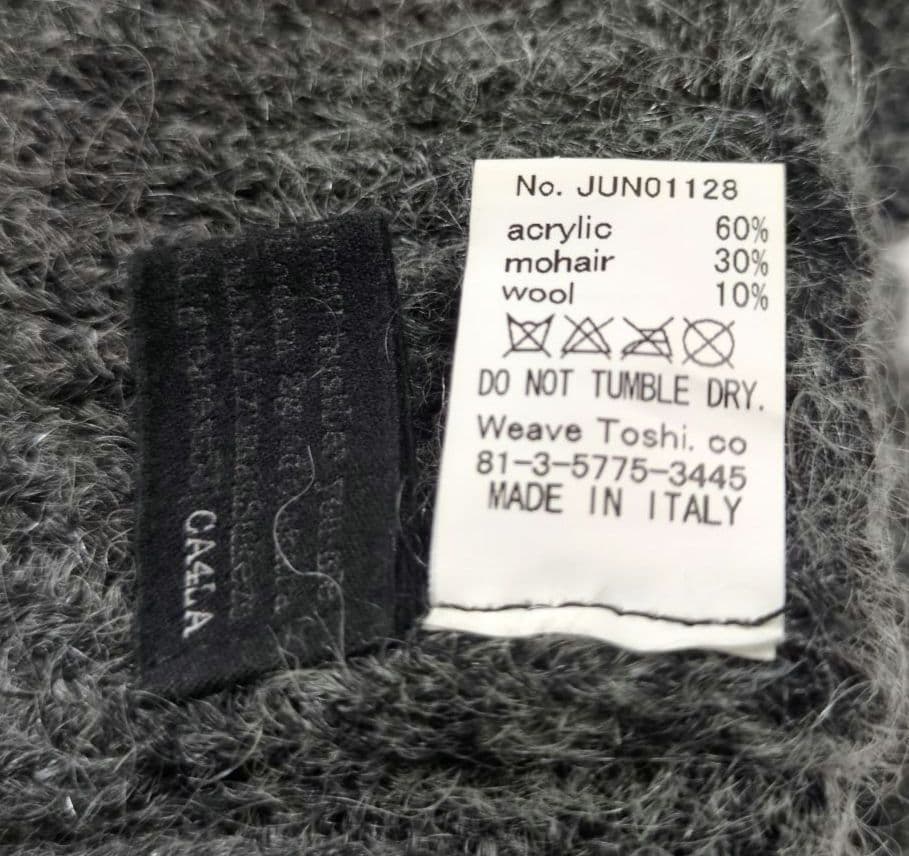 CA4LA
No. JUN01128
acrylic 60%
mohair 30%
wool 10%
DO NOT TUMBLE DRY.
Weave Toshi. co
81-3-5775-3445
MADE IN ITALY